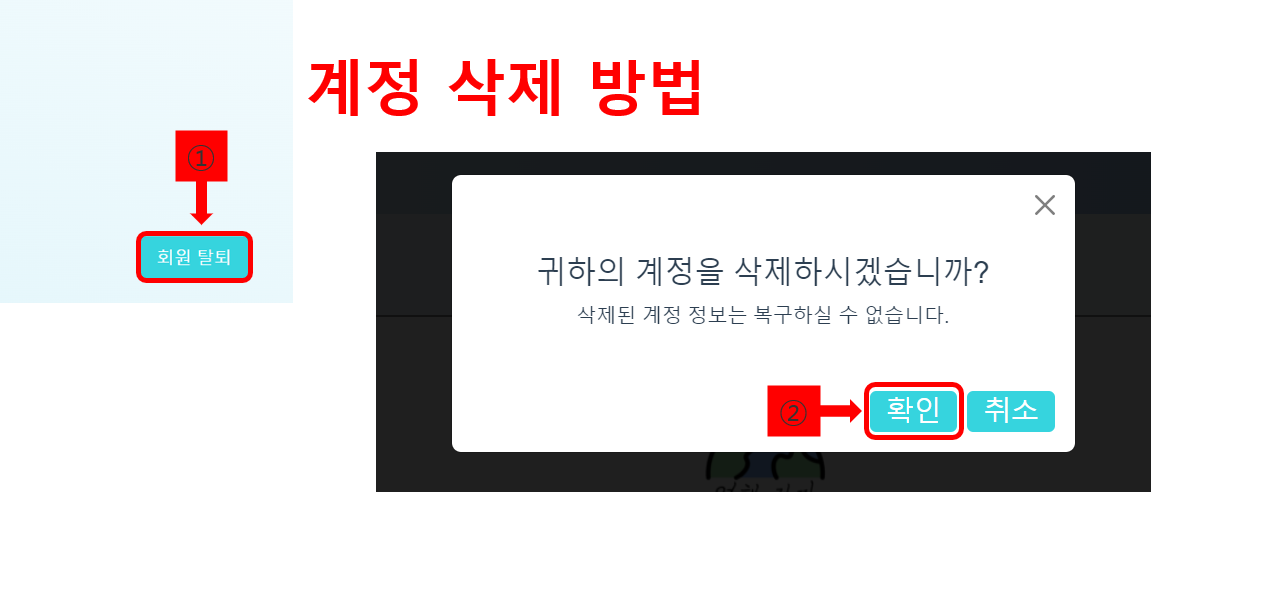 계정 삭제 방법
①
회원 탈퇴
귀하의 계정을 삭제하시겠습니까?
삭제된 계정 정보는 복구하실 수 없습니다.
②
확인
취소